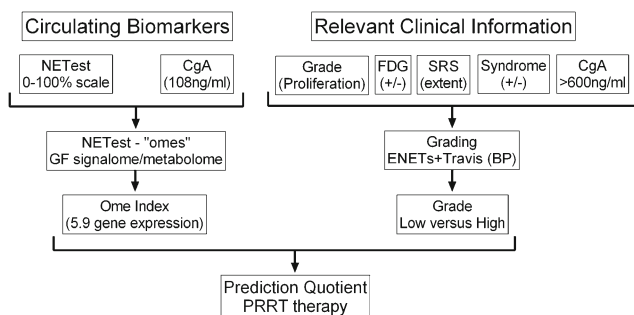 Circulating Biomarkers
NETest
0-100% scale
CgA
(108ng/ml)
NETest - "omes"
GF signalome/metabolome
Ome Index
(5.9 gene expression)
Relevant Clinical Information
Grade
(Proliferation)
FDG
(+/-)
SRS
(extent)
Syndrome
(+/-)
CgA
>600ng/ml
Grading
ENETs+Travis (BP)
Grade
Low versus High
Prediction Quotient
PRRT therapy